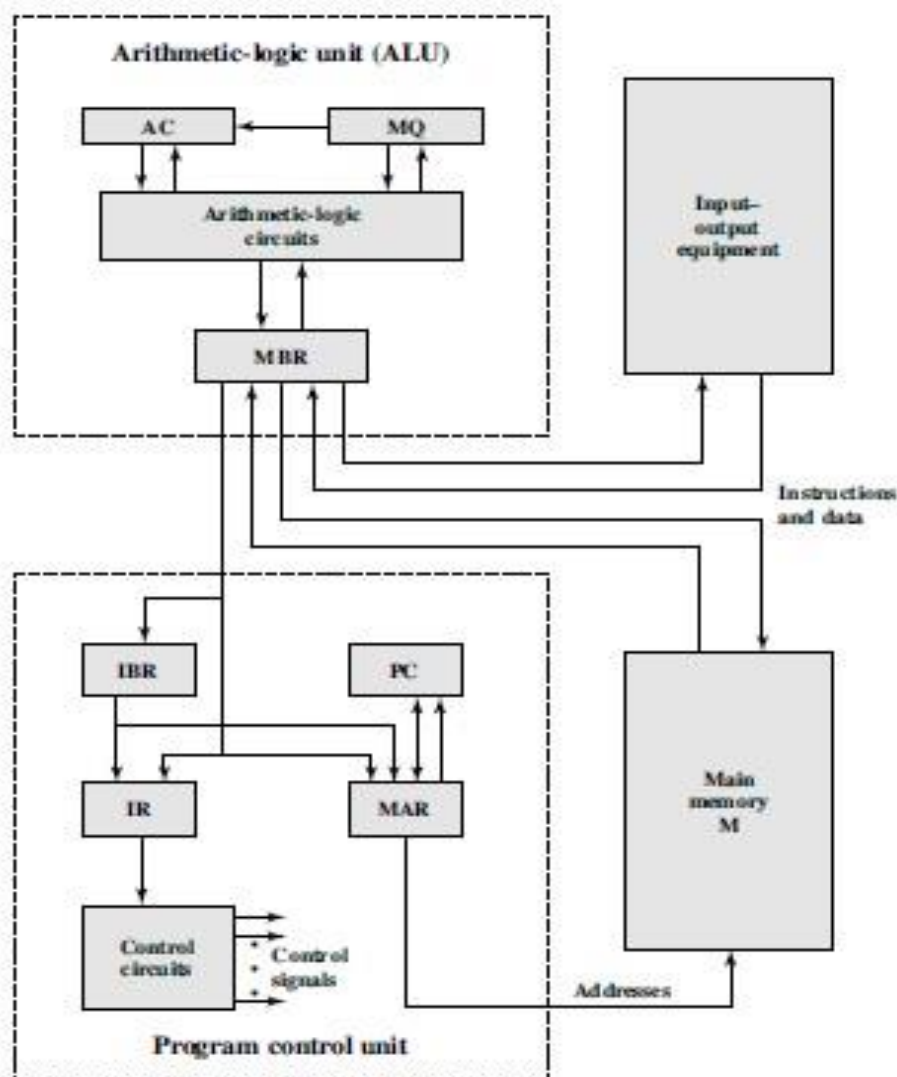 Arithmetic-logic unit (ALU)
AC
MQ
Arithmetic-logic
circuits
MBR
Input–
output
equipment
Instructions
and data
IBR
PC
IR
MAR
Main
memory
M
Control
circuits
Control
signals
Addresses
Program control unit